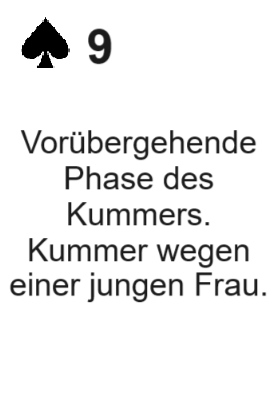 ♠ 9
Vorübergehende
Phase des
Kummers.
Kummer wegen
einer jungen Frau.